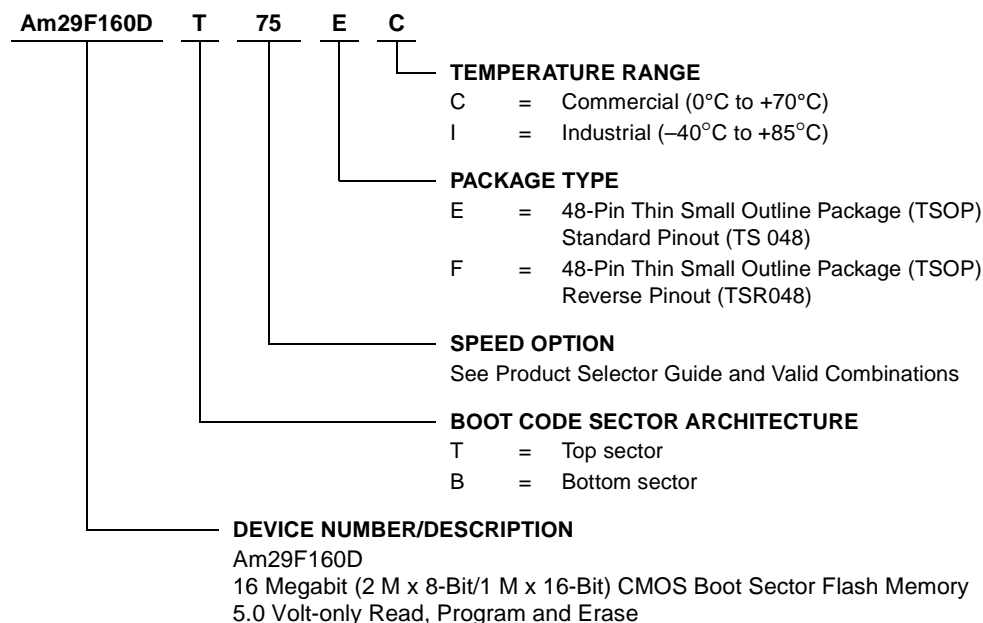 Am29F160D T 75 E C
TEMPERATURE RANGE
C = Commercial (0°C to +70°C)
I = Industrial (–40°C to +85°C)
PACKAGE TYPE
E = 48-Pin Thin Small Outline Package (TSOP)
Standard Pinout (TS 048)
F = 48-Pin Thin Small Outline Package (TSOP)
Reverse Pinout (TSR048)
SPEED OPTION
See Product Selector Guide and Valid Combinations
BOOT CODE SECTOR ARCHITECTURE
T = Top sector
B = Bottom sector
DEVICE NUMBER/DESCRIPTION
Am29F160D
16 Megabit (2 M x 8-Bit/1 M x 16-Bit) CMOS Boot Sector Flash Memory
5.0 Volt-only Read, Program and Erase